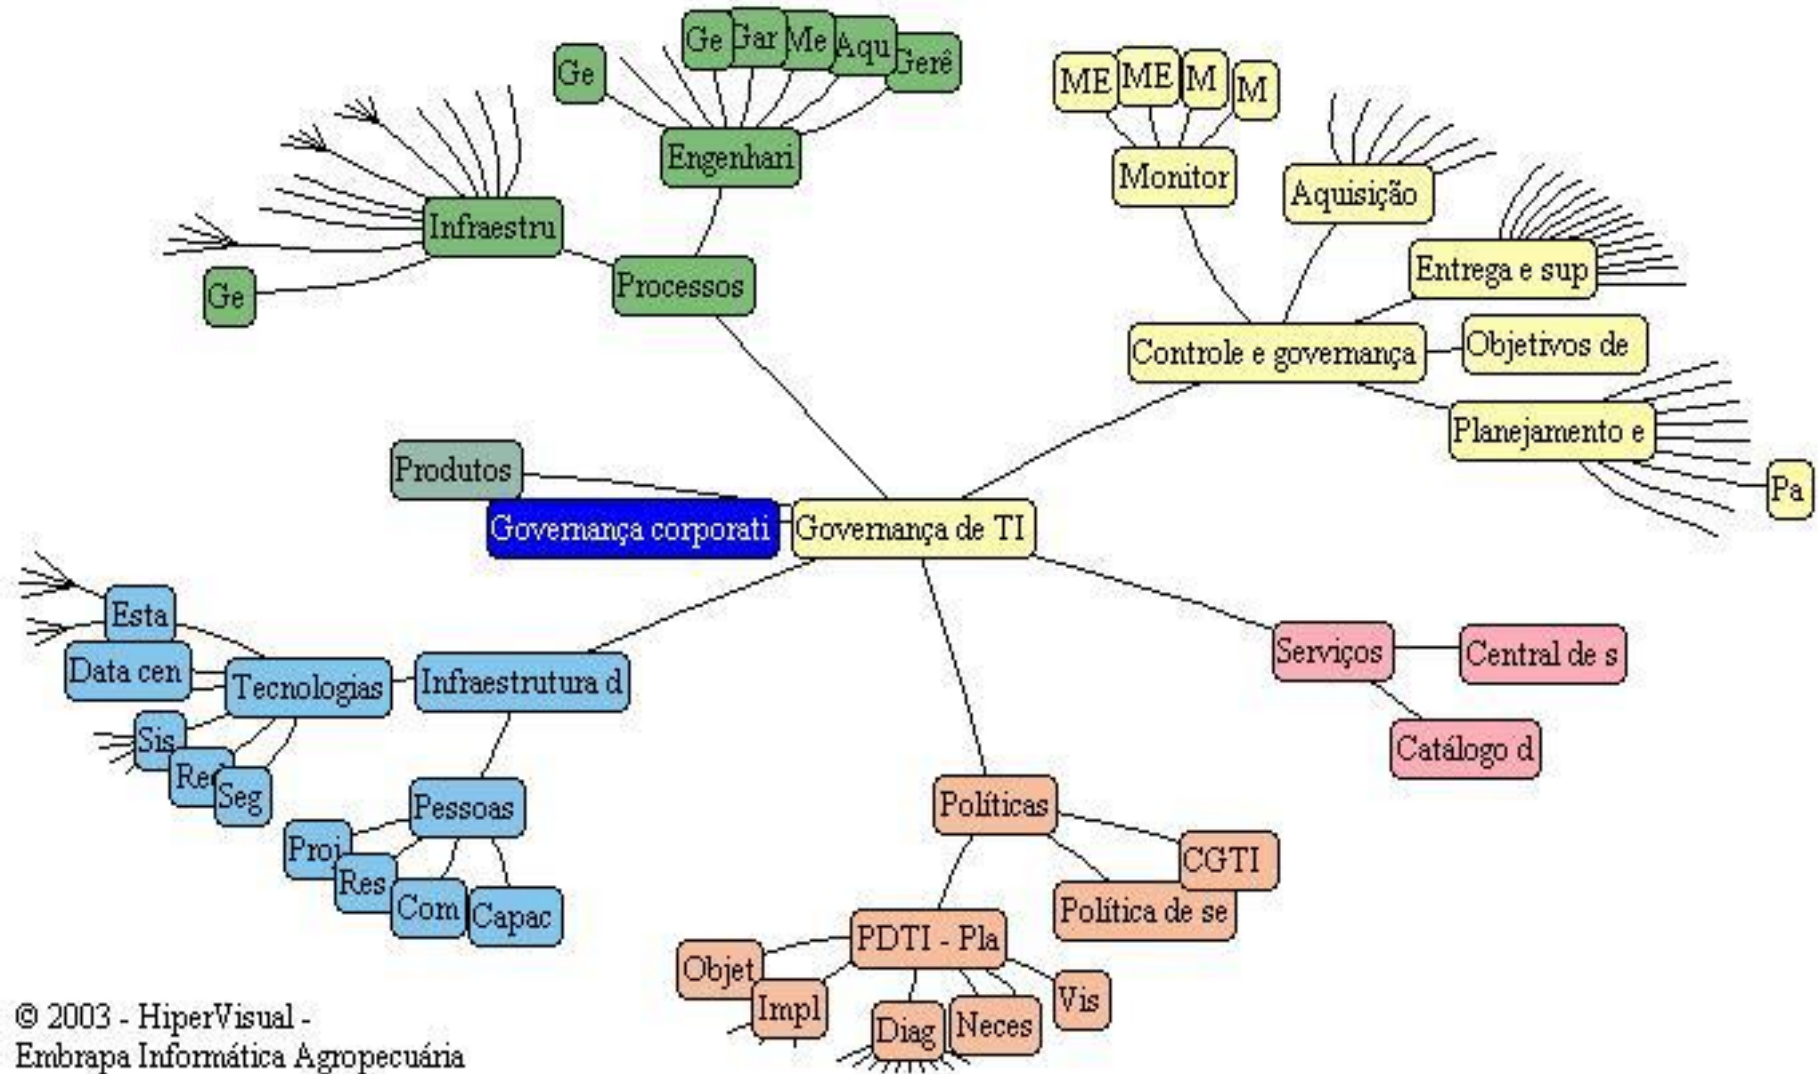 Ge
Gar
Me
Aqu
Gerê
Ge
Engenhari
Infraestru
Ge
Processos
ME
ME
M
M
Monitor
Aquisição
Entrega e sup
Controle e governança
Objetivos de
Planejamento e
Pa
Produtos
Governança corporati
Governança de TI
Esta
Data cen
Tecnologias
Infraestrutura d
Sis
Red
Seg
Pessoas
Proj
Res
Com
Capac
Serviços
Central de s
Catálogo d
Políticas
CGTI
Política de se
PDTI - Pla
Objet
Impl
Diag
Neces
Vis
© 2003 - HiperVisual -
Embrapa Informática Agropecuária